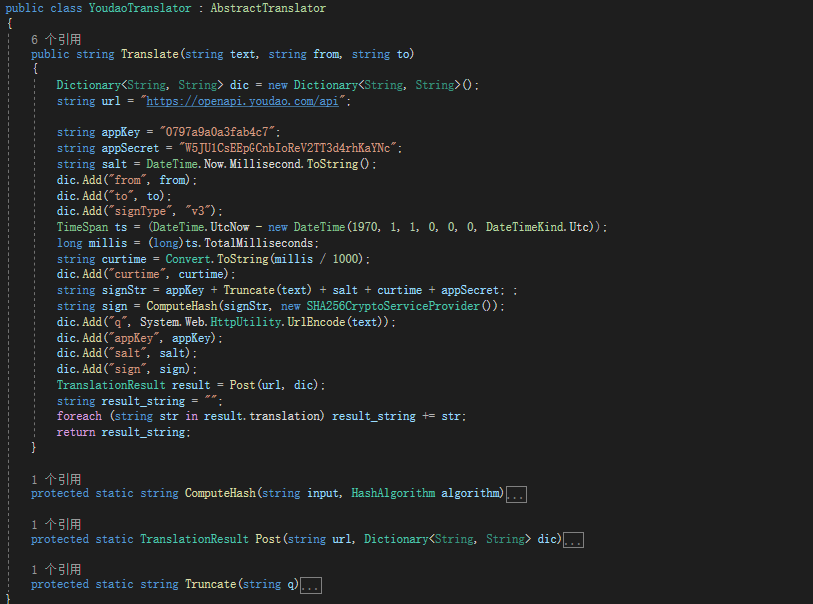 public class YoudaoTranslator : AbstractTranslator
{
6 个引用
public string Translate(string text, string from, string to)
{
Dictionary<String, String> dic = new Dictionary<String, String>();
string url = "https://openapi.youdao.com/api";
string appKey = "0797a9a0a3fab4c7";
string appSecret = "W5JU1CsEEpGCnbIoReV2TT3d4rhKaYNc";
string salt = DateTime.Now.Millisecond.ToString();
dic.Add("from", from);
dic.Add("to", to);
dic.Add("signType", "v3");
TimeSpan ts = (DateTime.UtcNow - new DateTime(1970, 1, 1, 0, 0, 0, DateTimeKind.Utc));
long millis = (long)ts.TotalMilliseconds;
string curtime = Convert.ToString(millis / 1000);
dic.Add("curtime", curtime);
string signStr = appKey + Truncate(text) + salt + curtime + appSecret; ;
string sign = ComputeHash(signStr, new SHA256CryptoServiceProvider());
dic.Add("q", System.Web.HttpUtility.UrlEncode(text));
dic.Add("appKey", appKey);
dic.Add("salt", salt);
dic.Add("sign", sign);
TranslationResult result = Post(url, dic);
string result_string = "";
foreach (string str in result.translation) result_string += str;
return result_string;
}
1 个引用
protected static string ComputeHash(string input, HashAlgorithm algorithm)...
1 个引用
protected static TranslationResult Post(string url, Dictionary<String, String> dic)...
1 个引用
protected static string Truncate(string q)...
}